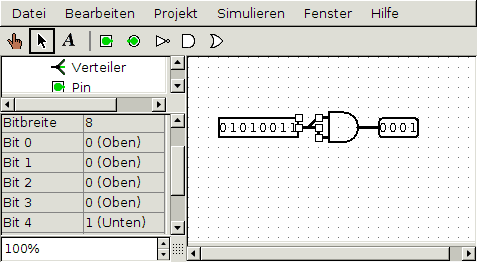 Datei Bearbeiten Projekt Simulieren Fenster Hilfe
A
Verteiler
Pin
Bitbreite 8
Bit 0 0 (Oben)
Bit 1 0 (Oben)
Bit 2 0 (Oben)
Bit 3 0 (Oben)
Bit 4 1 (Unten)
100%
01010011 0001